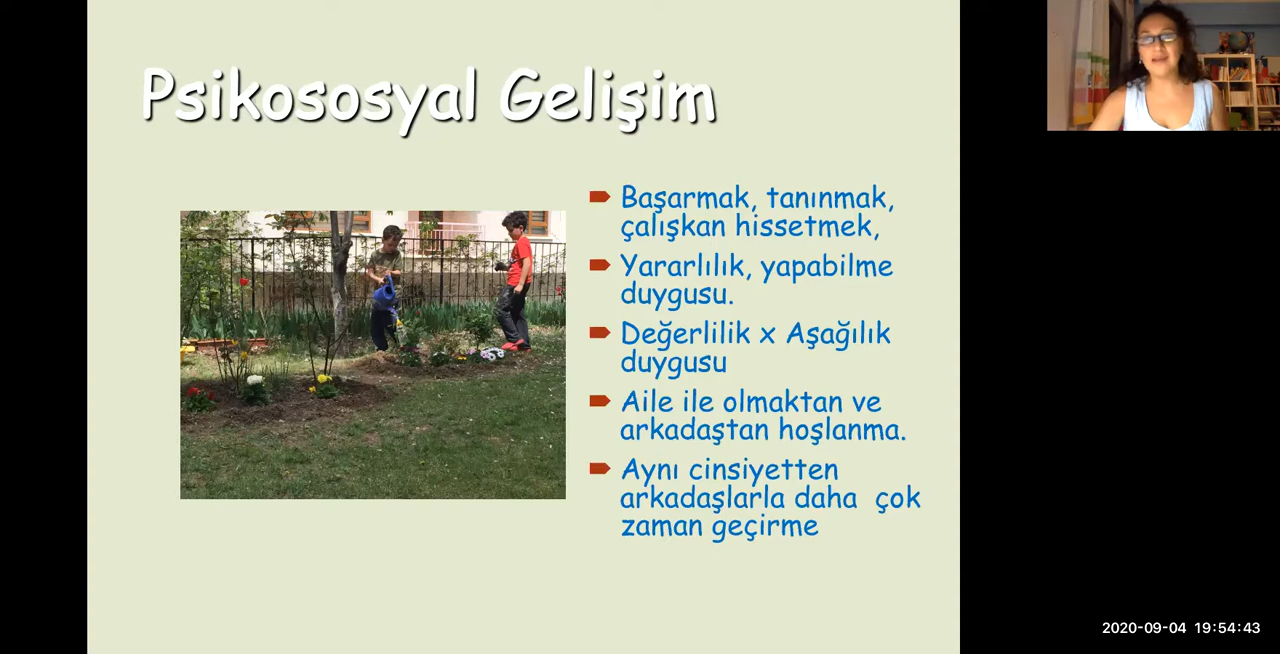 Psikososyal Gelişim
Başarmak, tanınmak,
çalışkan hissetmek,
Yararlılık, yapabilme
duygusu.
Değerlilik x Aşağılık
duygusu
Aile ile olmaktan ve
arkadaştan hoşlanma.
Aynı cinsiyetten
arkadaşlarla daha  çok
zaman geçirme
2020-09-04 19:54:43